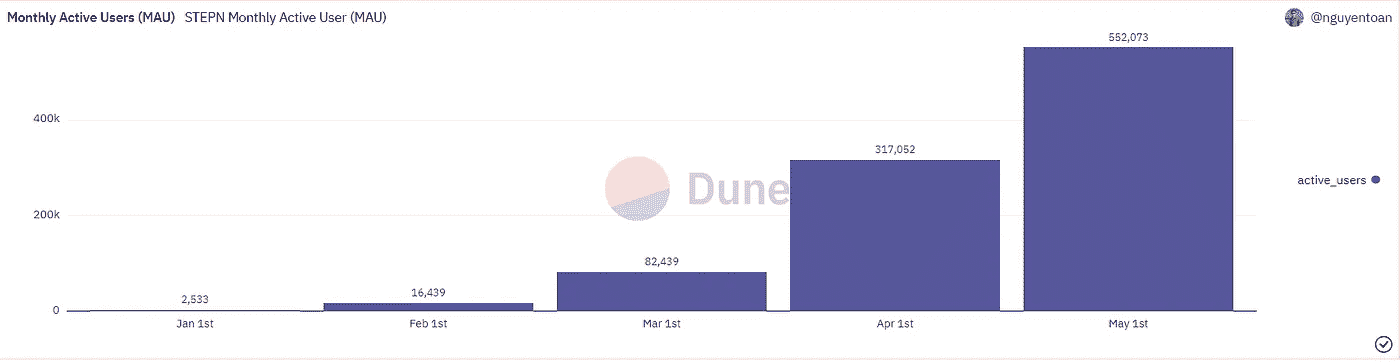 Monthly Active Users (MAU) STEPN Monthly Active User (MAU)
@nguyentoan
552,073
400k
317,052
Dune
active_users
200k
82,439
16,439
2,533
0
Jan 1st Feb 1st Mar 1st Apr 1st May 1st